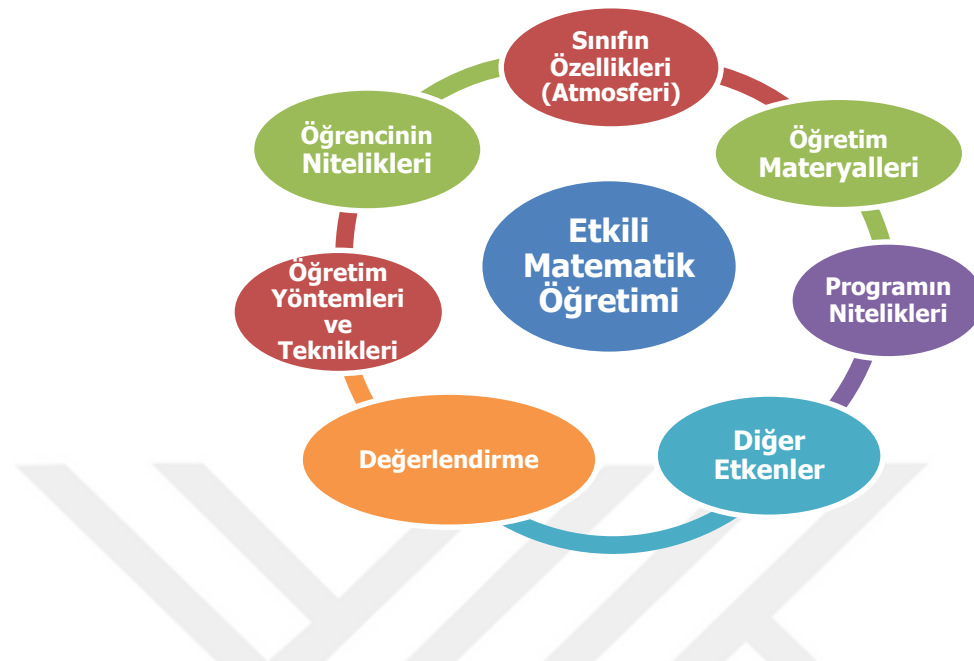 Sınıfın
Özellikleri
(Atmosferi)
Öğretim
Materyalleri
Programın
Nitelikleri
Diğer
Etkenler
Değerlendirme
Öğretim
Yöntemleri
ve
Teknikleri
Öğrencinin
Nitelikleri
Etkili
Matematik
Öğretimi